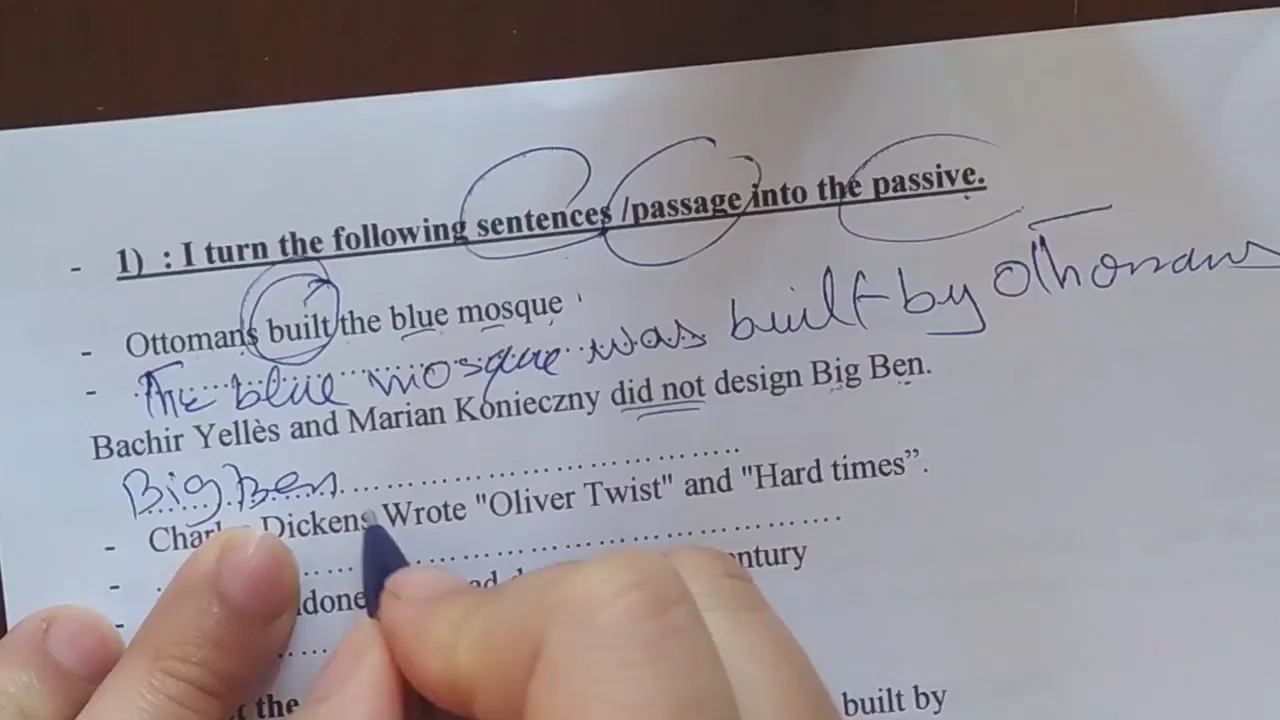 - 1) : I turn the following sentences /passage into the passive.
- Ottomans built the blue mosque
- The blue mosque was built by Othomans
Bachir Yellès and Marian Konieczny did not design Big Ben.
Big Ben
- Charles Dickens Wrote "Oliver Twist" and "Hard times”.
built by